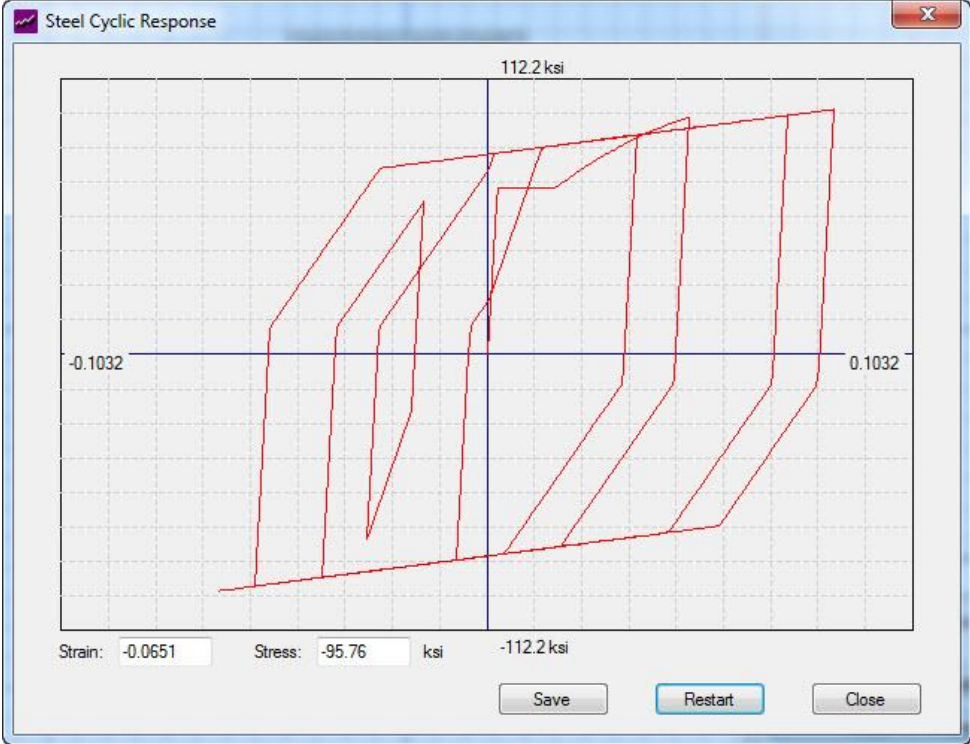 Steel Cyclic Response
112.2 ksi
-0.1032
0.1032
-112.2 ksi
Strain: -0.0651 Stress: -95.76 ksi
Save Restart Close